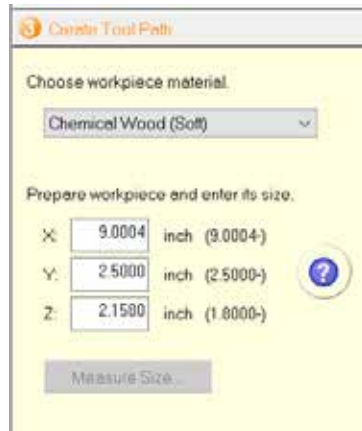 3 Create Tool Path
Choose workpiece material.
Chemical Wood (Soft)
Prepare workpiece and enter its size.
X: 9.0004 inch (9.0004-)
Y: 2.5000 inch (2.5000-)
?
Z: 2.1580 inch (1.8000-)
Measure Size...